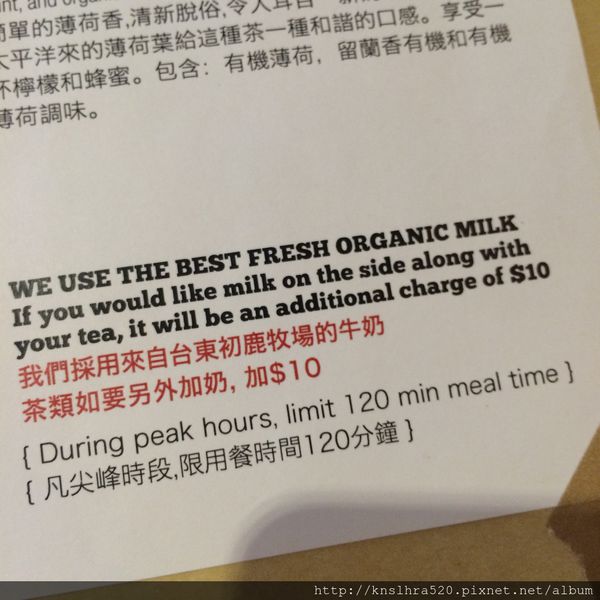 and organic
簡單的薄荷香,清新脫俗,令人耳目一新
太平洋來的薄荷葉給這種茶一種和諧的口感。享受一
杯檸檬和蜂蜜。包含：有機薄荷，留蘭香有機和有機
薄荷調味。
WE USE THE BEST FRESH ORGANIC MILK
If you would like milk on the side along with
your tea, it will be an additional charge of $10
我們採用來自台東初鹿牧場的牛奶
茶類如要另外加奶, 加$10
{ During peak hours, limit 120 min meal time }
{ 凡尖峰時段,限用餐時間120分鐘 }
http://knslhra520.pixnet.net/album